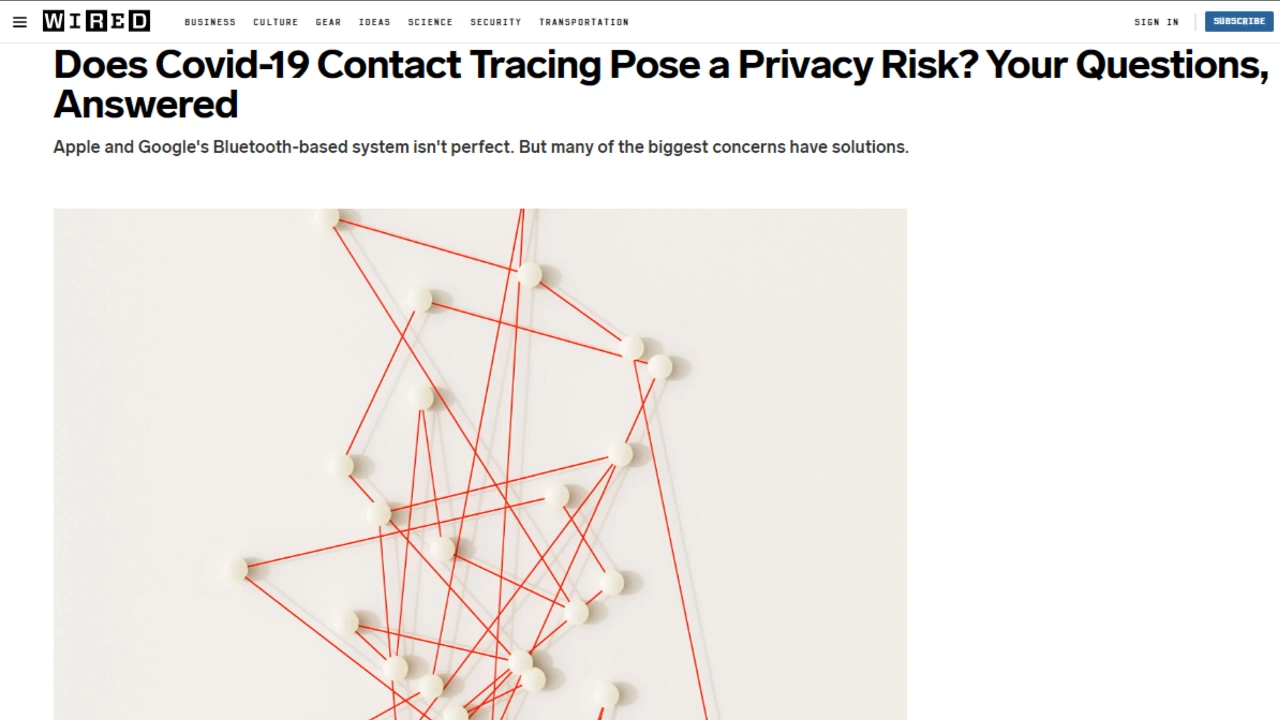 WIRED
BUSINESS CULTURE GEAR IDEAS SCIENCE SECURITY TRANSPORTATION
SIGN IN
SUBSCRIBE
Does Covid-19 Contact Tracing Pose a Privacy Risk? Your Questions,
Answered
Apple and Google's Bluetooth-based system isn't perfect. But many of the biggest concerns have solutions.